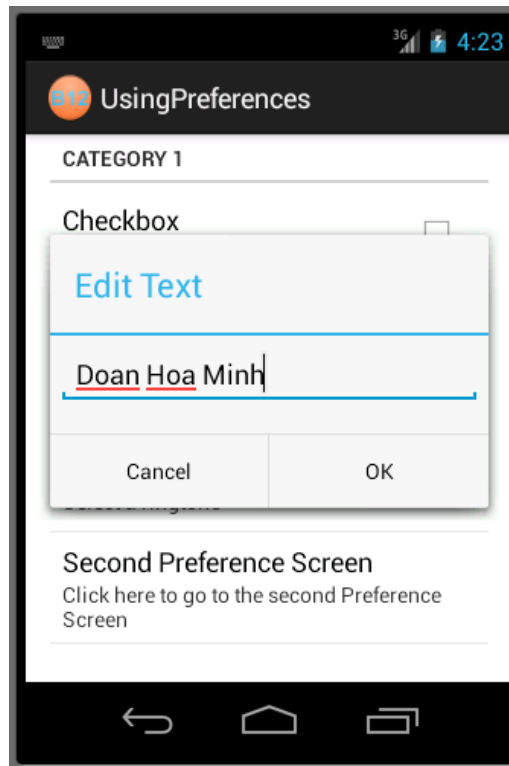 3G 4:23
B12 UsingPreferences
CATEGORY 1
Checkbox
Edit Text
Doan Hoa Minh
Cancel OK
Second Preference Screen
Click here to go to the second Preference
Screen